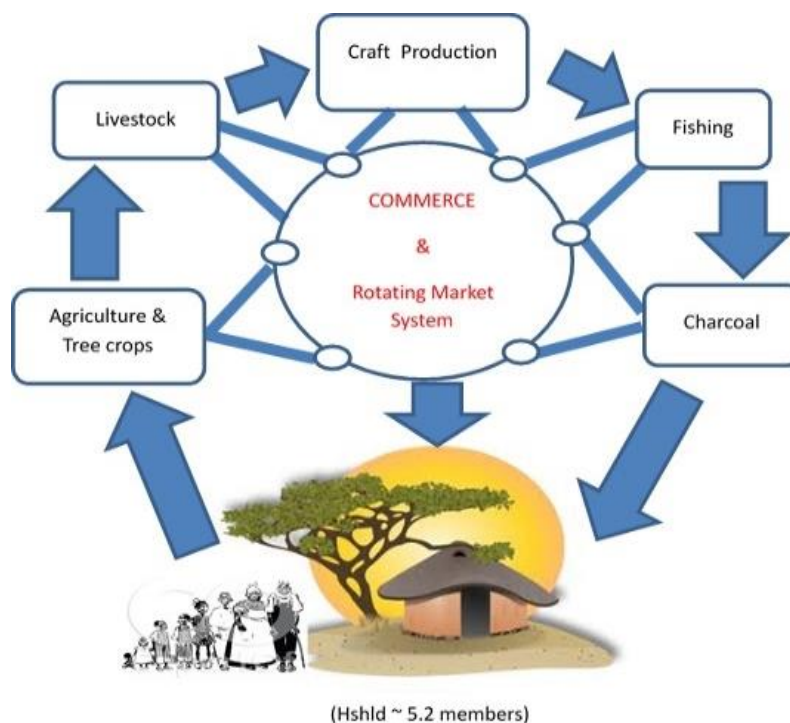 Craft Production
Livestock
Fishing
COMMERCE
&
Rotating Market
System
Agriculture &
Tree crops
Charcoal
(Hshld ~ 5.2 members)